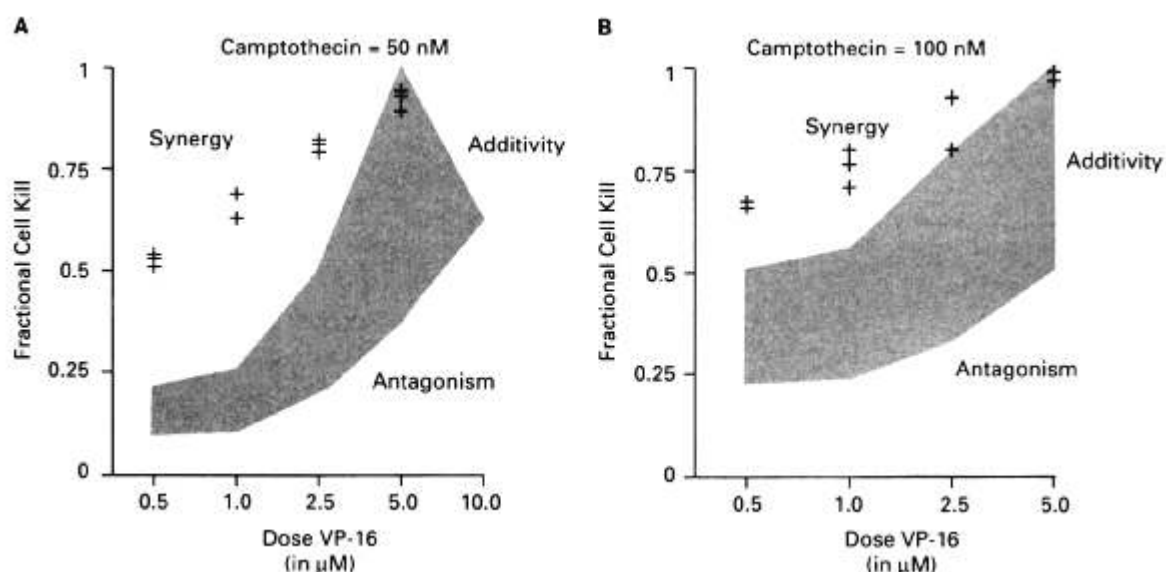 A
Camptothecin = 50 nM
1
0.75
0.5
0.25
0
Fractional Cell Kill
Synergy
Additivity
Antagonism
0.5 1.0 2.5 5.0 10.0
Dose VP-16
(in µM)
B
Camptothecin = 100 nM
1
0.75
0.5
0.25
0
Fractional Cell Kill
Synergy
Additivity
Antagonism
0.5 1.0 2.5 5.0
Dose VP-16
(in µM)